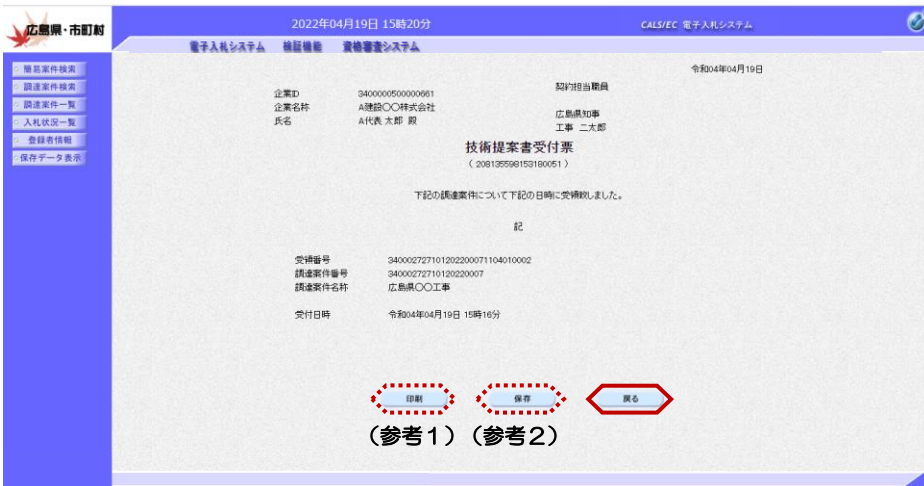 広島県・市町村
2022年04月19日 15時20分
CALS/EC 電子入札システム
電子入札システム 検証機能 資格審査システム
簡易案件検索
調達案件検索
調達案件一覧
入札状況一覧
登録者情報
保存データ表示
令和04年04月19日
企業ID 3400000500000661
企業名称 A建設〇〇株式会社
氏名 A代表 太郎 殿
契約担当職員
広島県知事
工事 二太郎
技術提案書受付票
( 208135598153180051 )
下記の調達案件について下記の日時に受領致しました。
記
受領番号 340002727101202200071104010002
調達案件番号 34000272710120220007
調達案件名称 広島県〇〇工事
受付日時 令和04年04月19日 15時16分
印刷 保存 戻る
(参考1) (参考2)